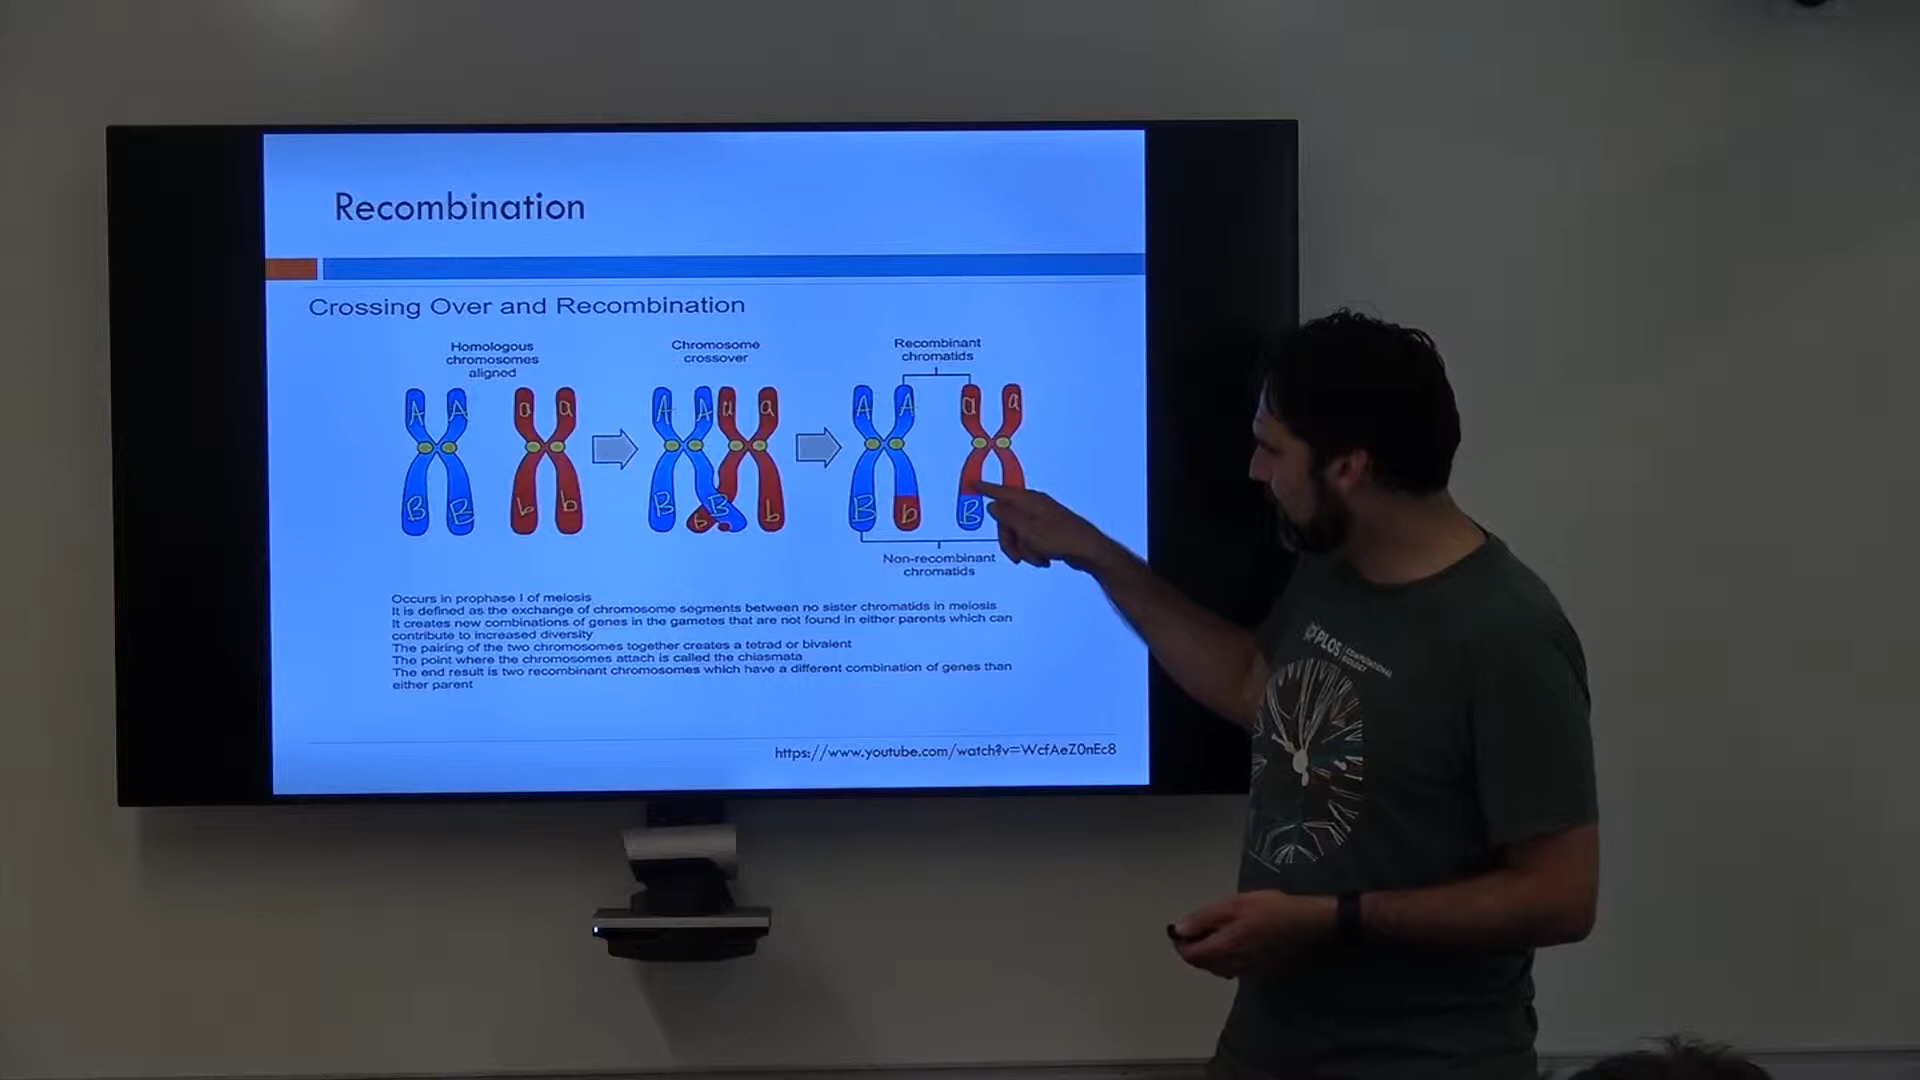 Recombination
Crossing Over and Recombination
Homologous
chromosomes
aligned
Chromosome
crossover
Recombinant
chromatids
A A a a A A a a A A a a
B B b b B b B b B b B
Non-recombinant
chromatids
Occurs in prophase I of meiosis
It is defined as the exchange of chromosome segments between no sister chromatids in meiosis
It creates new combinations of genes in the gametes that are not found in either parents which can
contribute to increased diversity
The pairing of the two chromosomes together creates a tetrad or bivalent
The point where the chromosomes attach is called the chiasmata
The end result is two recombinant chromosomes which have a different combination of genes than
either parent
https://www.youtube.com/watch?v=WcfAeZ0nEc8
PLOS
COMPUTATIONAL
BIOLOGY